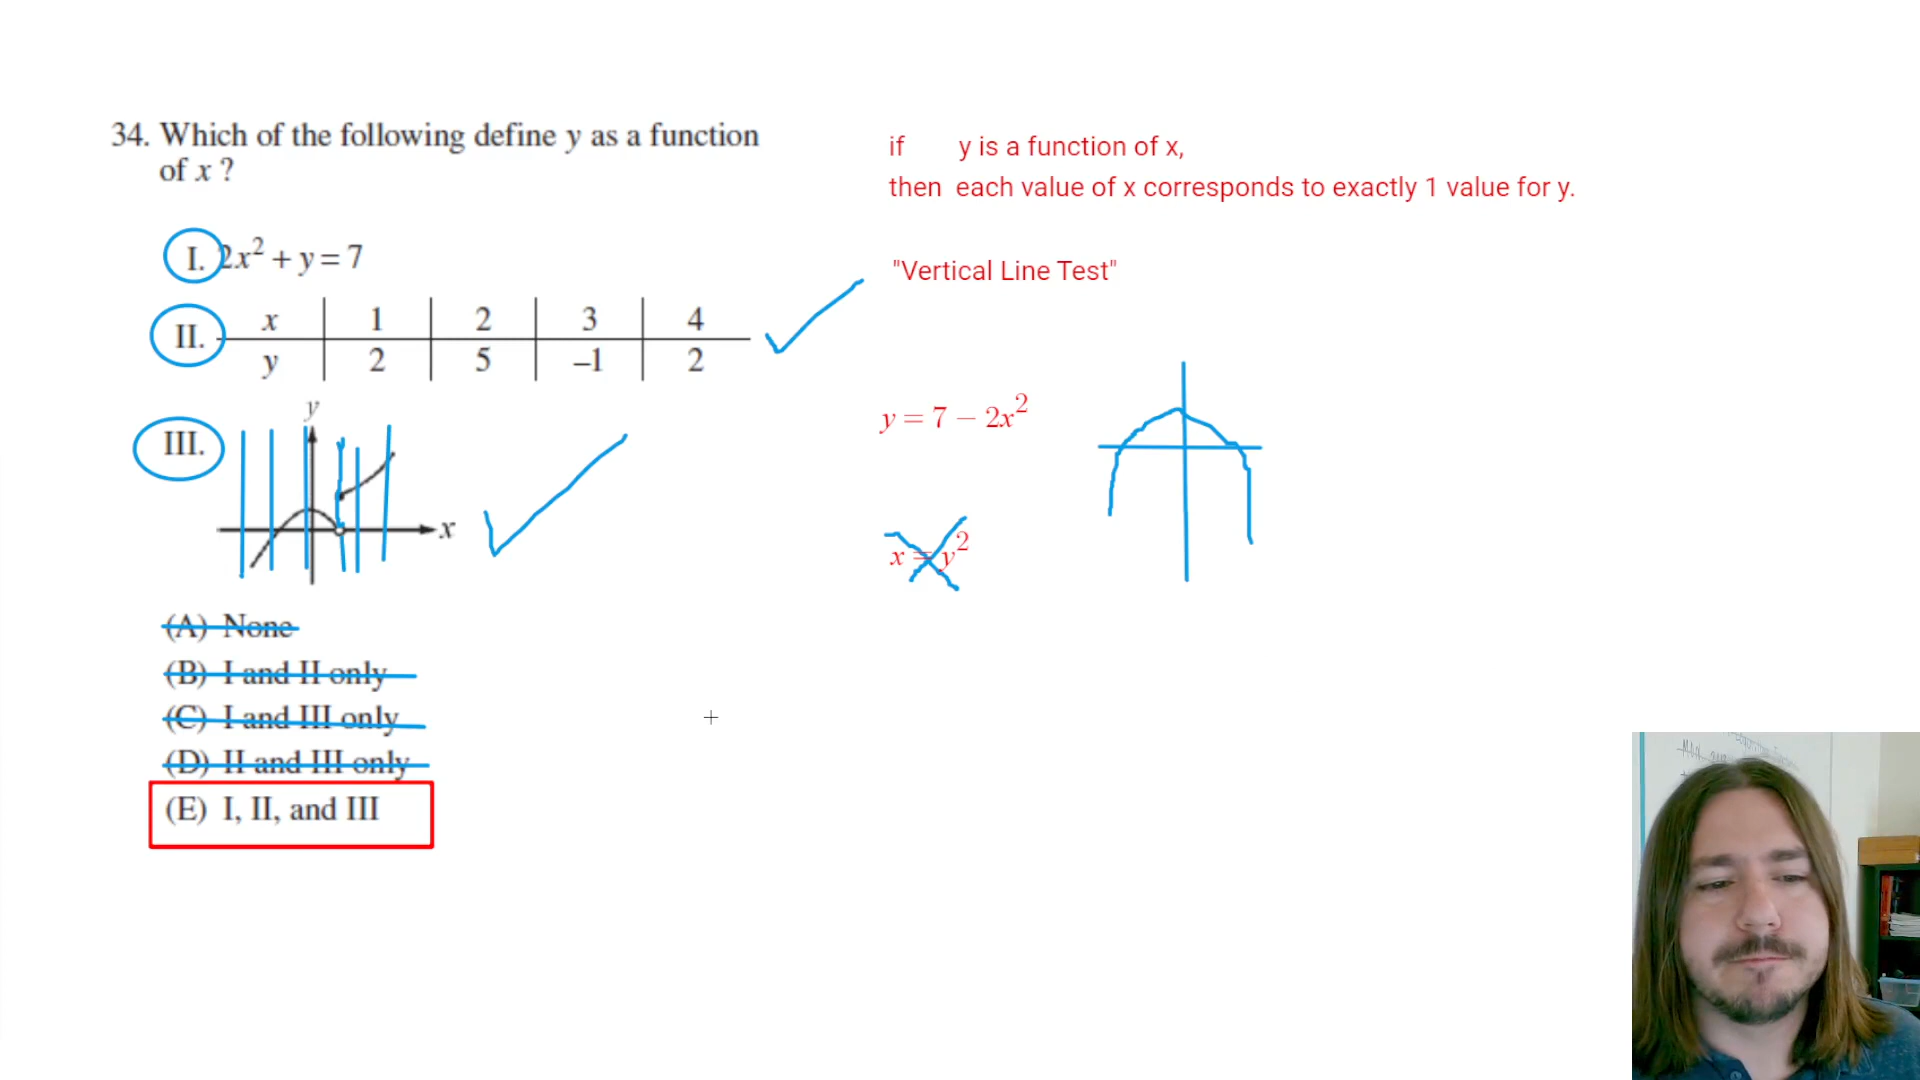 34. Which of the following define y as a function
of x ?
I. 2x² + y = 7
II. x 1 2 3 4
y 2 5 –1 2
III.
y
x
(A) None
(B) I and II only
(C) I and III only
(D) II and III only
(E) I, II, and III
if y is a function of x,
then each value of x corresponds to exactly 1 value for y.
"Vertical Line Test"
y = 7 − 2x²
x = y²